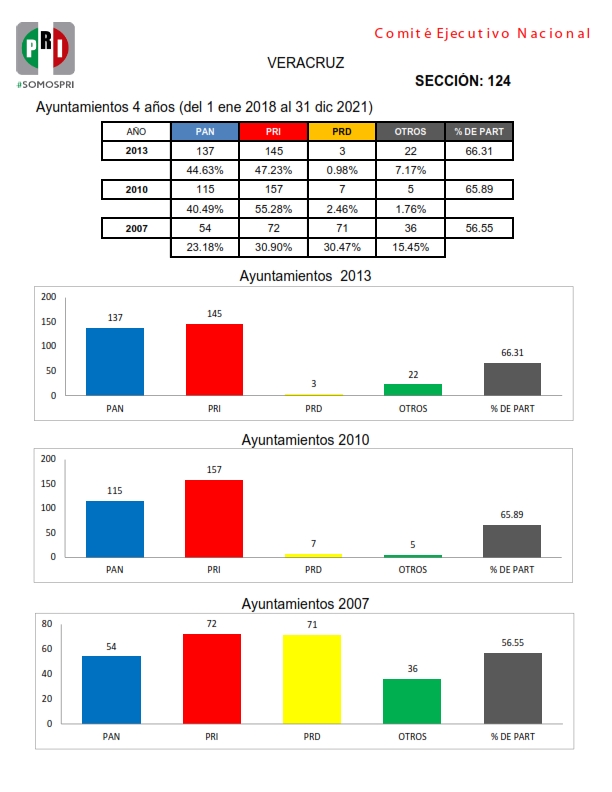 Comité Ejecutivo Nacional
PRI
#SOMOSPRI
VERACRUZ
SECCIÓN: 124
Ayuntamientos 4 años (del 1 ene 2018 al 31 dic 2021)
AÑO PAN PRI PRD OTROS % DE PART
2013 137 145 3 22 66.31
44.63% 47.23% 0.98% 7.17%
2010 115 157 7 5 65.89
40.49% 55.28% 2.46% 1.76%
2007 54 72 71 36 56.55
23.18% 30.90% 30.47% 15.45%
Ayuntamientos 2013
200
150
100
50
0
137 145 3 22 66.31
PAN PRI PRD OTROS % DE PART
Ayuntamientos 2010
200
150
100
50
0
115 157 7 5 65.89
PAN PRI PRD OTROS % DE PART
Ayuntamientos 2007
80
60
40
20
0
54 72 71 36 56.55
PAN PRI PRD OTROS % DE PART